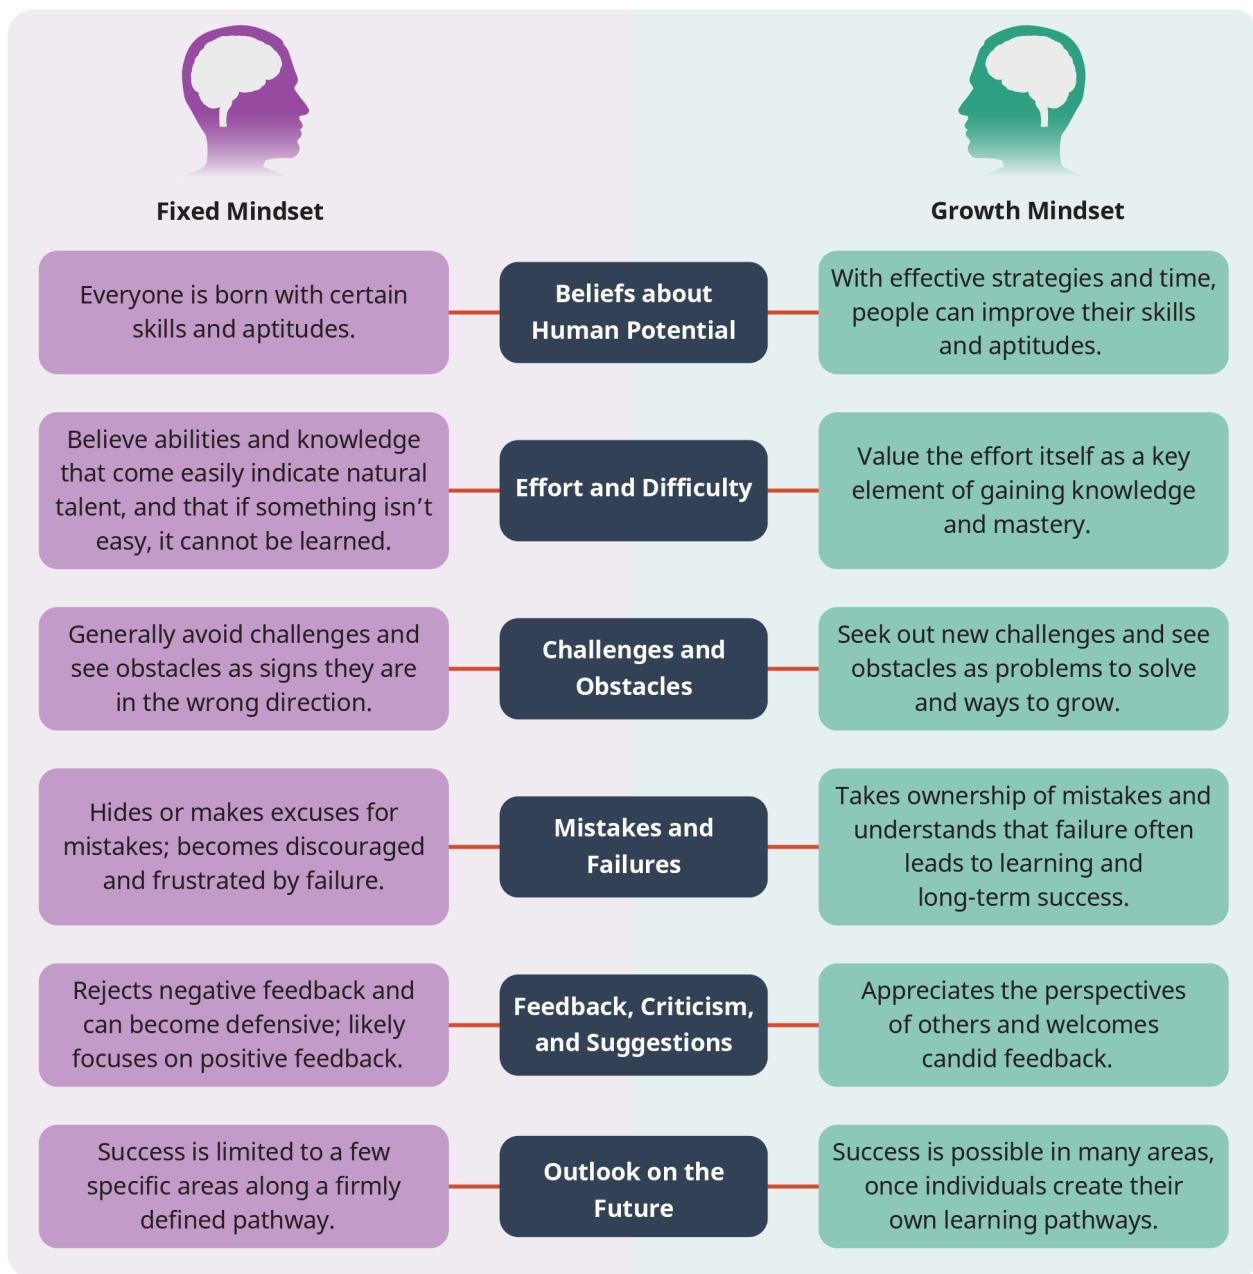 Fixed Mindset
Growth Mindset
Everyone is born with certain
skills and aptitudes.
Beliefs about
Human Potential
With effective strategies and time,
people can improve their skills
and aptitudes.
Believe abilities and knowledge
that come easily indicate natural
talent, and that if something isn’t
easy, it cannot be learned.
Effort and Difficulty
Value the effort itself as a key
element of gaining knowledge
and mastery.
Generally avoid challenges and
see obstacles as signs they are
in the wrong direction.
Challenges and
Obstacles
Seek out new challenges and see
obstacles as problems to solve
and ways to grow.
Hides or makes excuses for
mistakes; becomes discouraged
and frustrated by failure.
Mistakes and
Failures
Takes ownership of mistakes and
understands that failure often
leads to learning and
long-term success.
Rejects negative feedback and
can become defensive; likely
focuses on positive feedback.
Feedback, Criticism,
and Suggestions
Appreciates the perspectives
of others and welcomes
candid feedback.
Success is limited to a few
specific areas along a firmly
defined pathway.
Outlook on the
Future
Success is possible in many areas,
once individuals create their
own learning pathways.